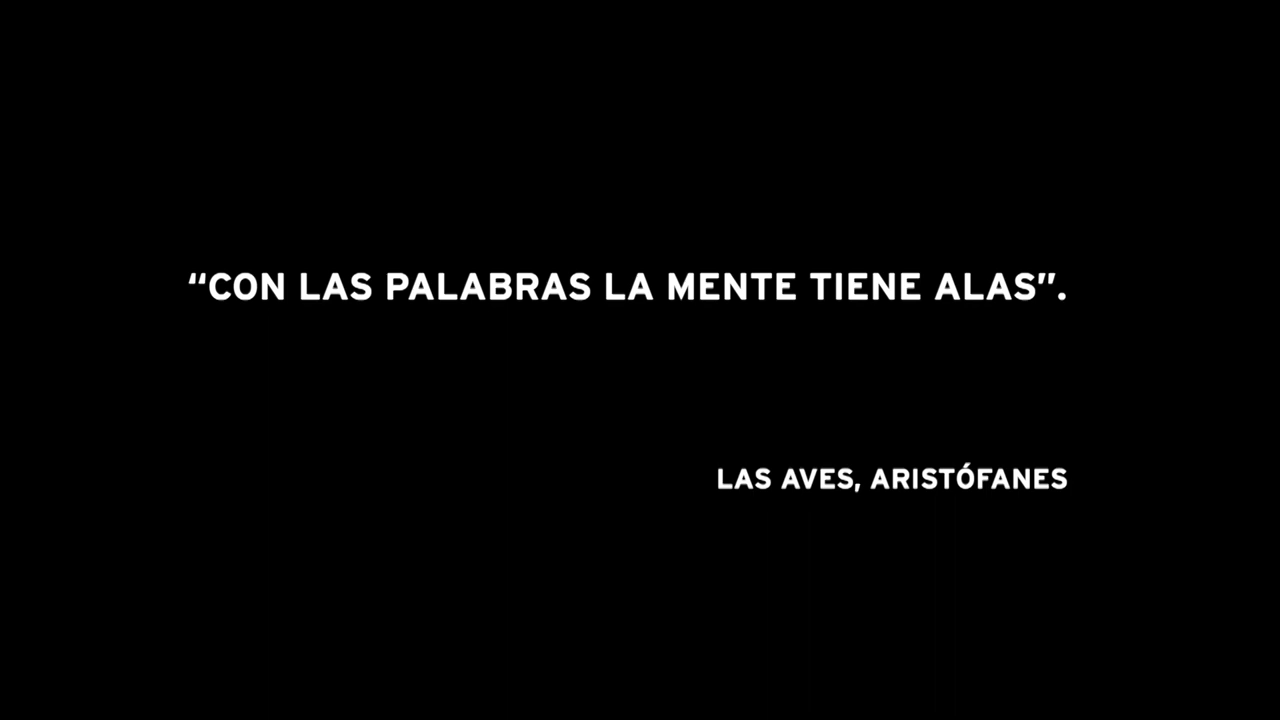 “CON LAS PALABRAS LA MENTE TIENE ALAS”.
LAS AVES, ARISTÓFANES